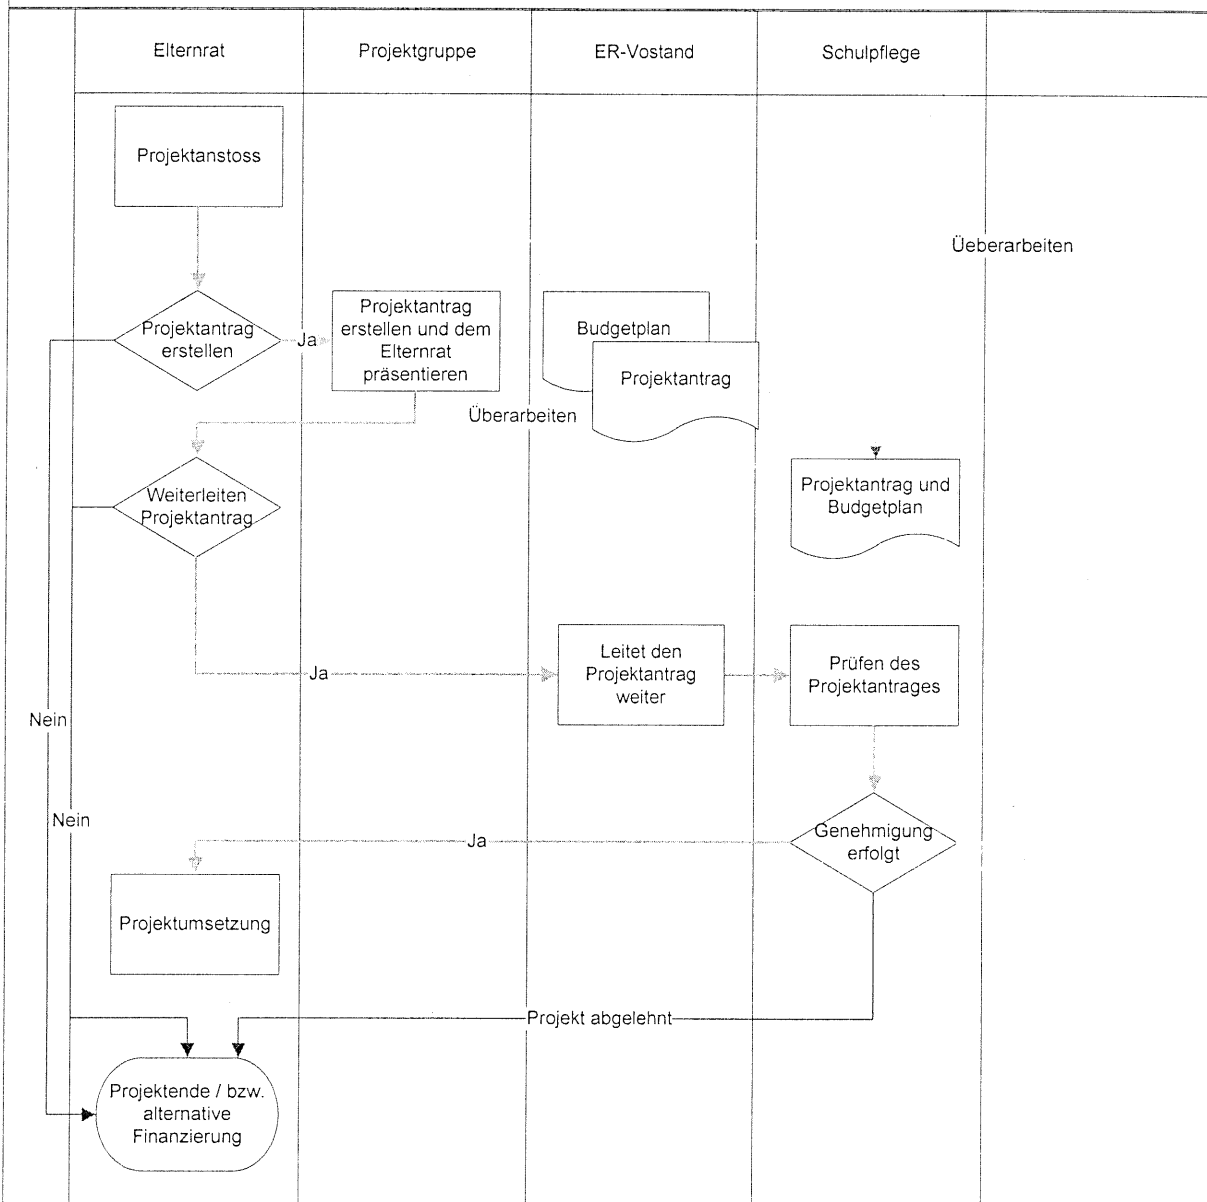 Elternrat
Projektgruppe
ER-Vostand
Schulpflege
Projektanstoss
Üeberarbeiten
Projektantrag
erstellen
Ja
Projektantrag
erstellen und dem
Elternrat
präsentieren
Budgetplan
Projektantrag
Überarbeiten
Weiterleiten
Projektantrag
Projektantrag und
Budgetplan
Ja
Leitet den
Projektantrag
weiter
Prüfen des
Projektantrages
Nein
Nein
Ja
Genehmigung
erfolgt
Projektumsetzung
Projekt abgelehnt
Projektende / bzw.
alternative
Finanzierung